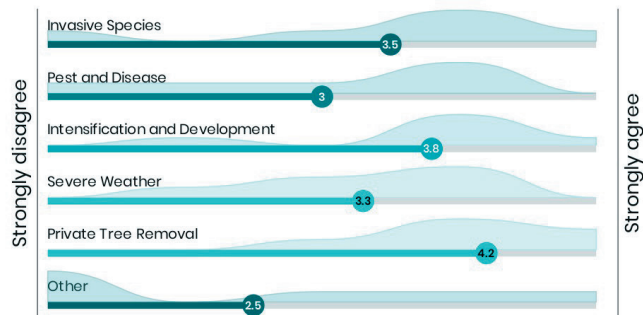 Strongly disagree
Invasive Species
3.5
Pest and Disease
3
Intensification and Development
3.8
Severe Weather
3.3
Private Tree Removal
4.2
Other
2.5
Strongly agree